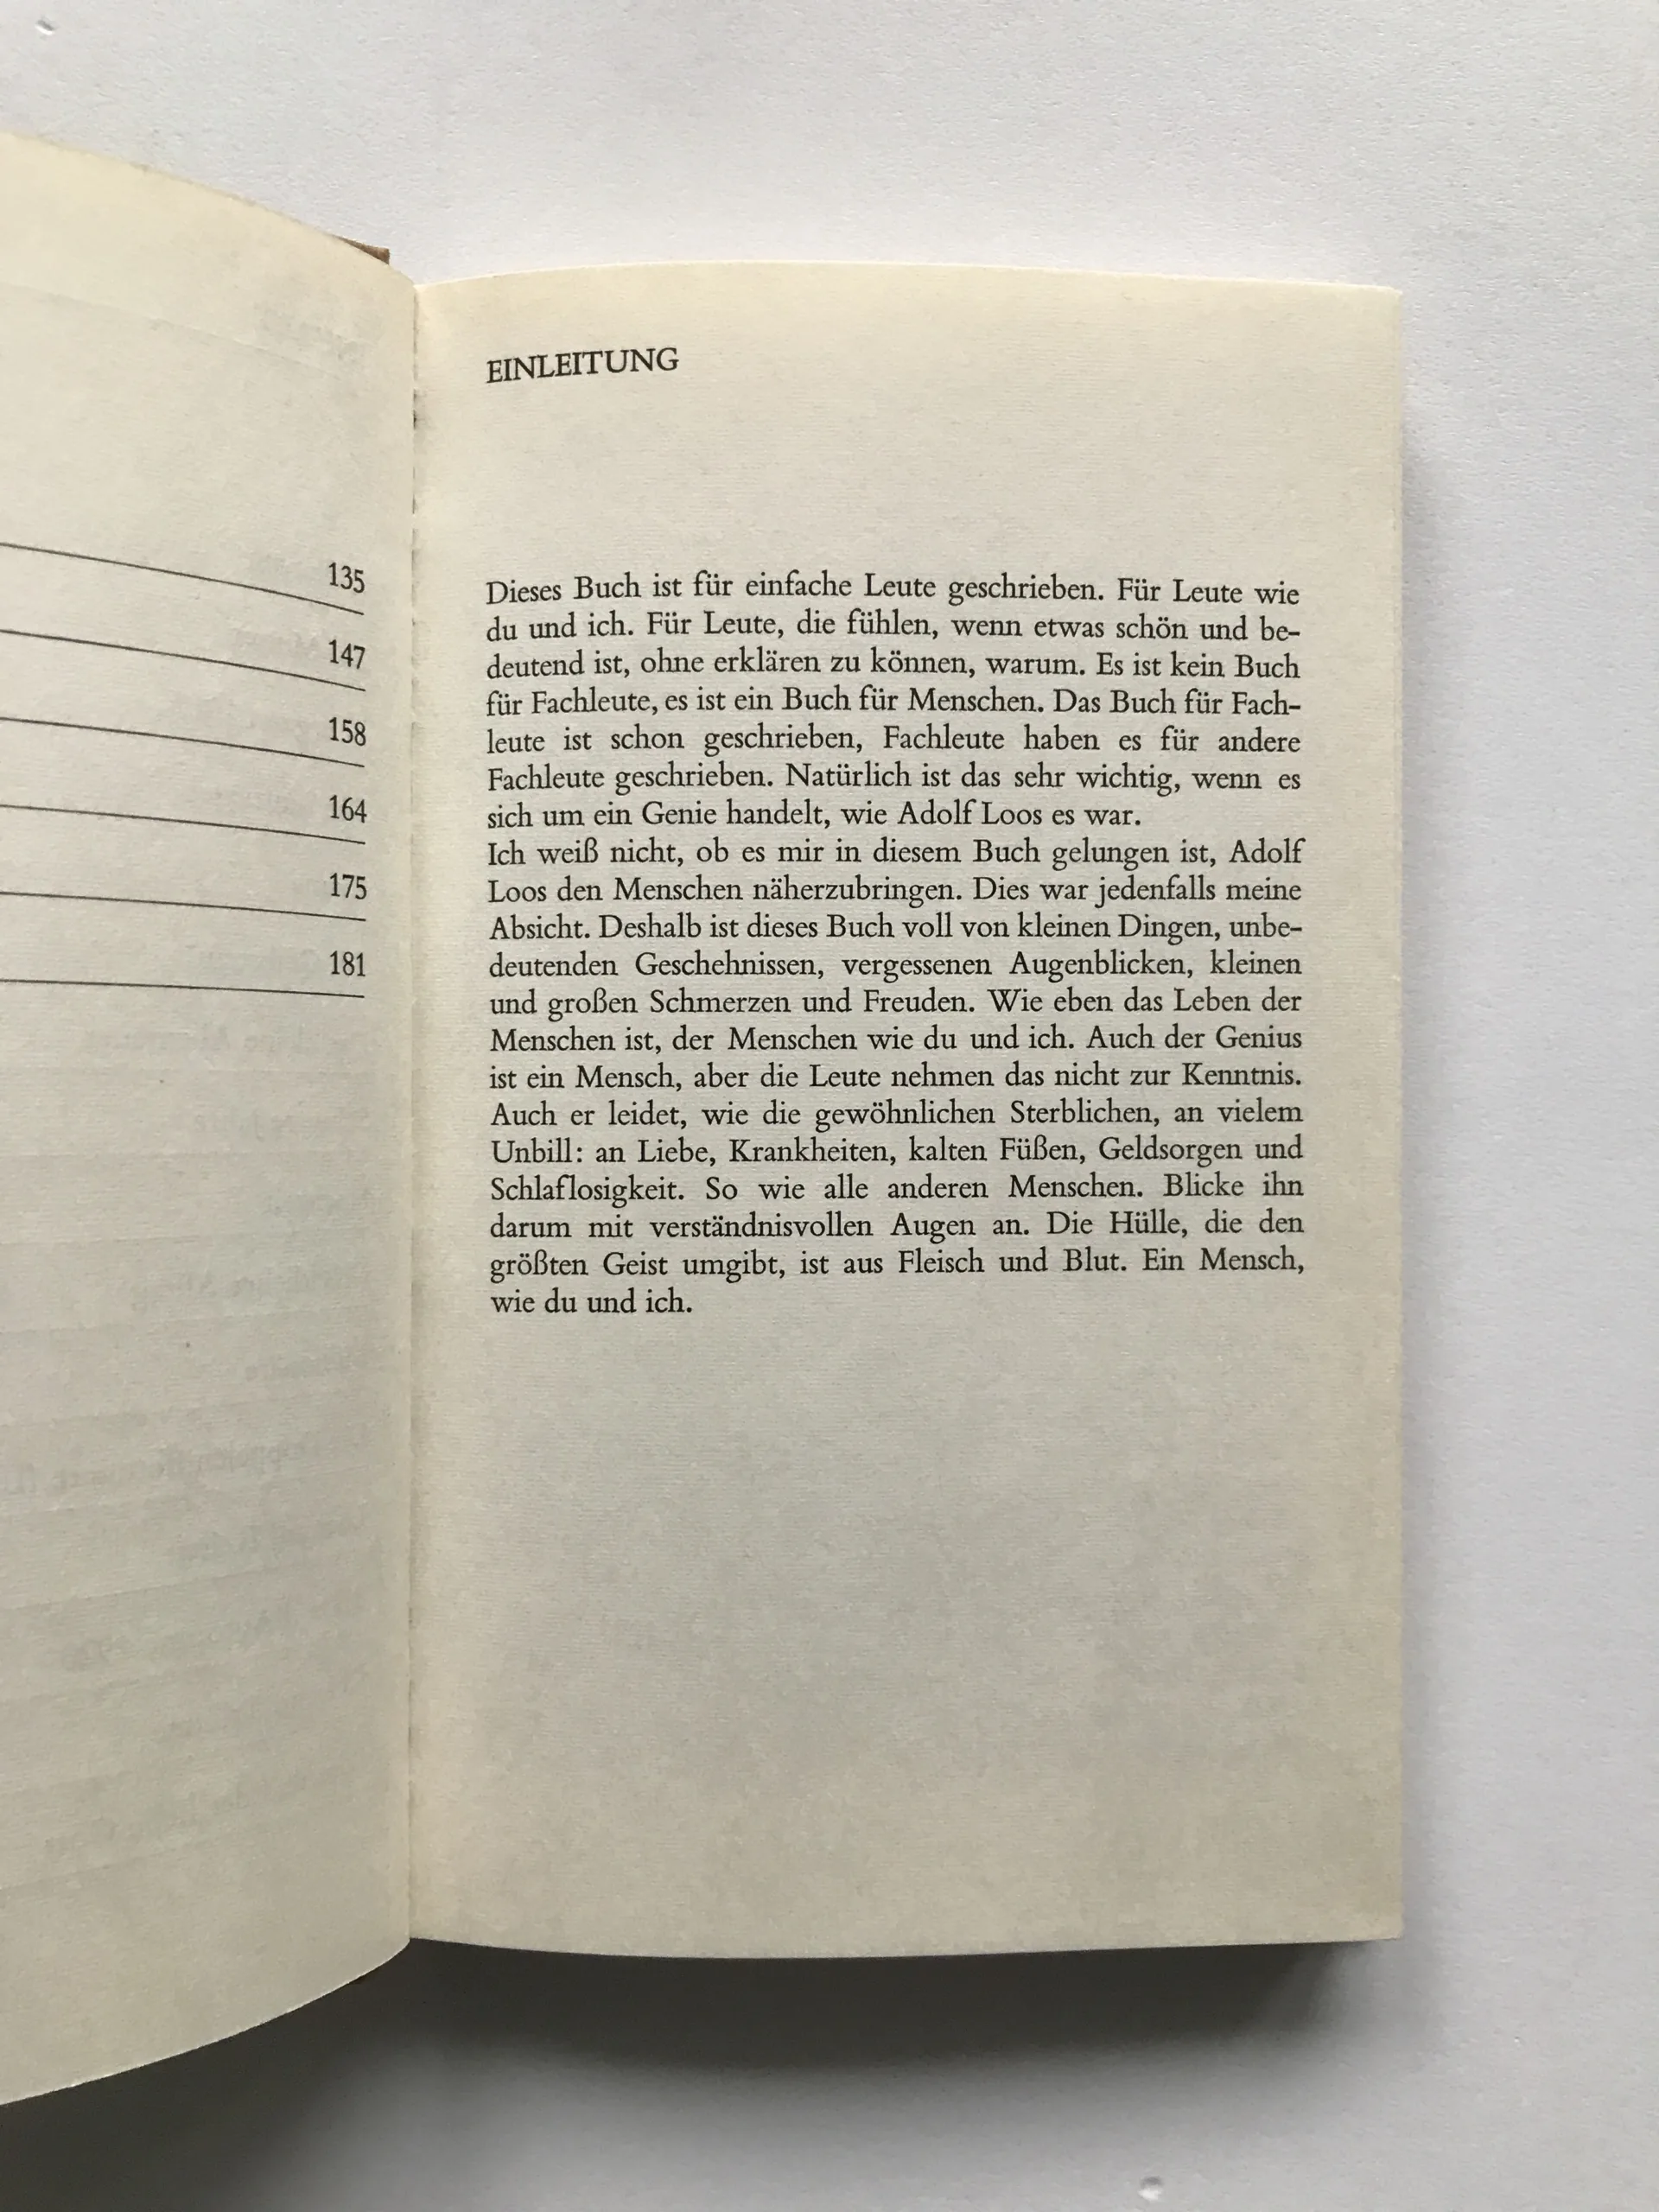 135
147
158
164
175
181
EINLEITUNG
Dieses Buch ist für einfache Leute geschrieben. Für Leute wie
du und ich. Für Leute, die fühlen, wenn etwas schön und be-
deutend ist, ohne erklären zu können, warum. Es ist kein Buch
für Fachleute, es ist ein Buch für Menschen. Das Buch für Fach-
leute ist schon geschrieben, Fachleute haben es für andere
Fachleute geschrieben. Natürlich ist das sehr wichtig, wenn es
sich um ein Genie handelt, wie Adolf Loos es war.
Ich weiß nicht, ob es mir in diesem Buch gelungen ist, Adolf
Loos den Menschen näherzubringen. Dies war jedenfalls meine
Absicht. Deshalb ist dieses Buch voll von kleinen Dingen, unbe-
deutenden Geschehnissen, vergessenen Augenblicken, kleinen
und großen Schmerzen und Freuden. Wie eben das Leben der
Menschen ist, der Menschen wie du und ich. Auch der Genius
ist ein Mensch, aber die Leute nehmen das nicht zur Kenntnis.
Auch er leidet, wie die gewöhnlichen Sterblichen, an vielem
Unbill: an Liebe, Krankheiten, kalten Füßen, Geldsorgen und
Schlaflosigkeit. So wie alle anderen Menschen. Blicke ihn
darum mit verständnisvollen Augen an. Die Hülle, die den
größten Geist umgibt, ist aus Fleisch und Blut. Ein Mensch,
wie du und ich.